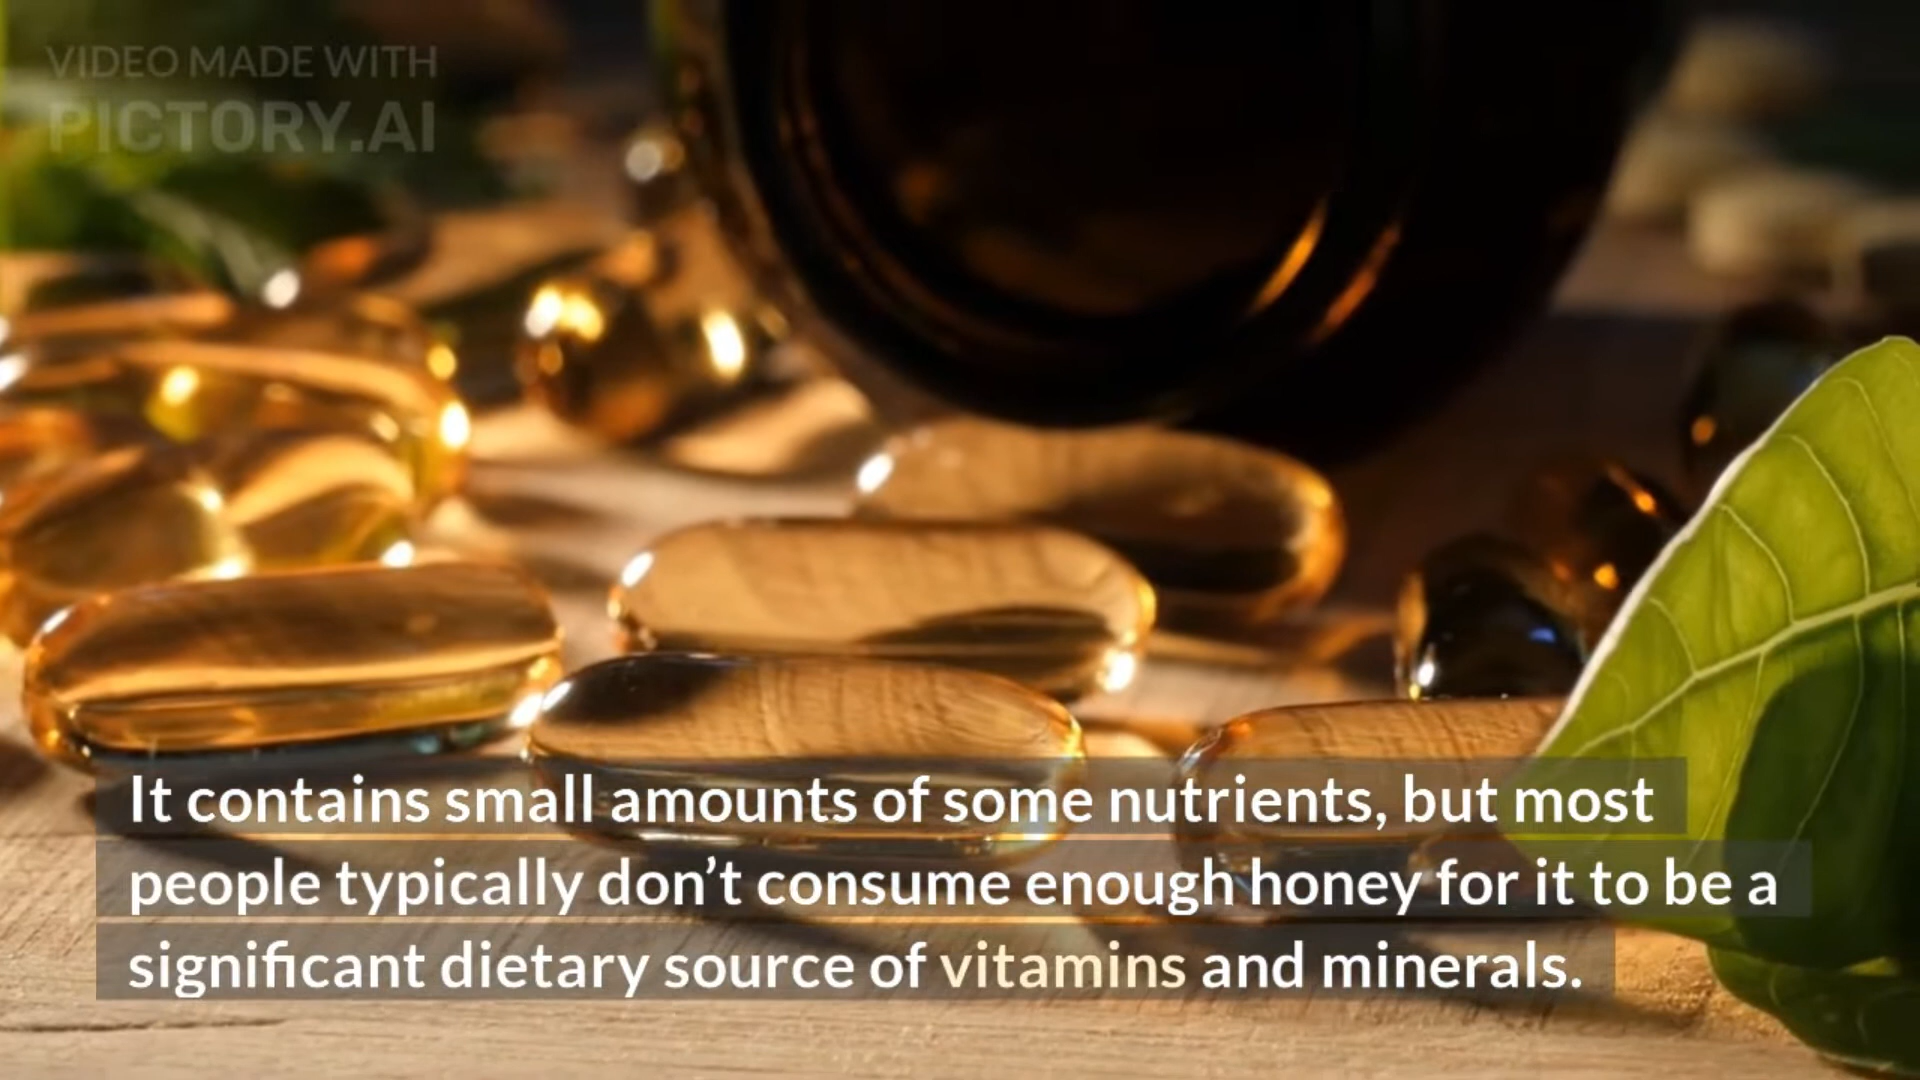 VIDEO MADE WITH
PICTORY.AI
It contains small amounts of some nutrients, but most
people typically don’t consume enough honey for it to be a
significant dietary source of vitamins and minerals.